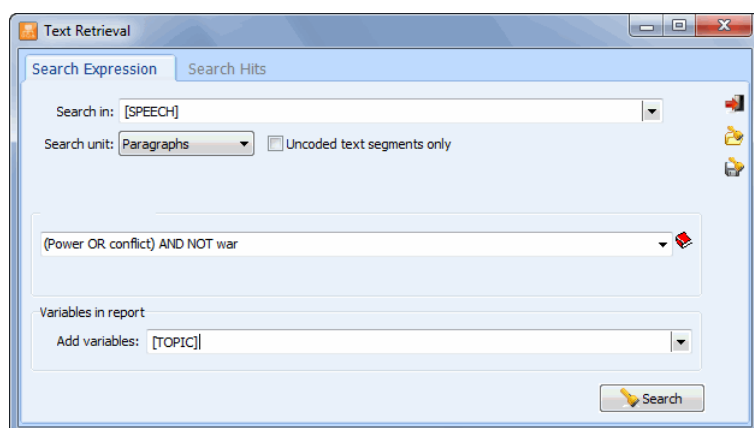 Text Retrieval
Search Expression Search Hits
Search in: [SPEECH]
Search unit: Paragraphs Uncoded text segments only
(Power OR conflict) AND NOT war
Variables in report
Add variables: [TOPIC]
Search